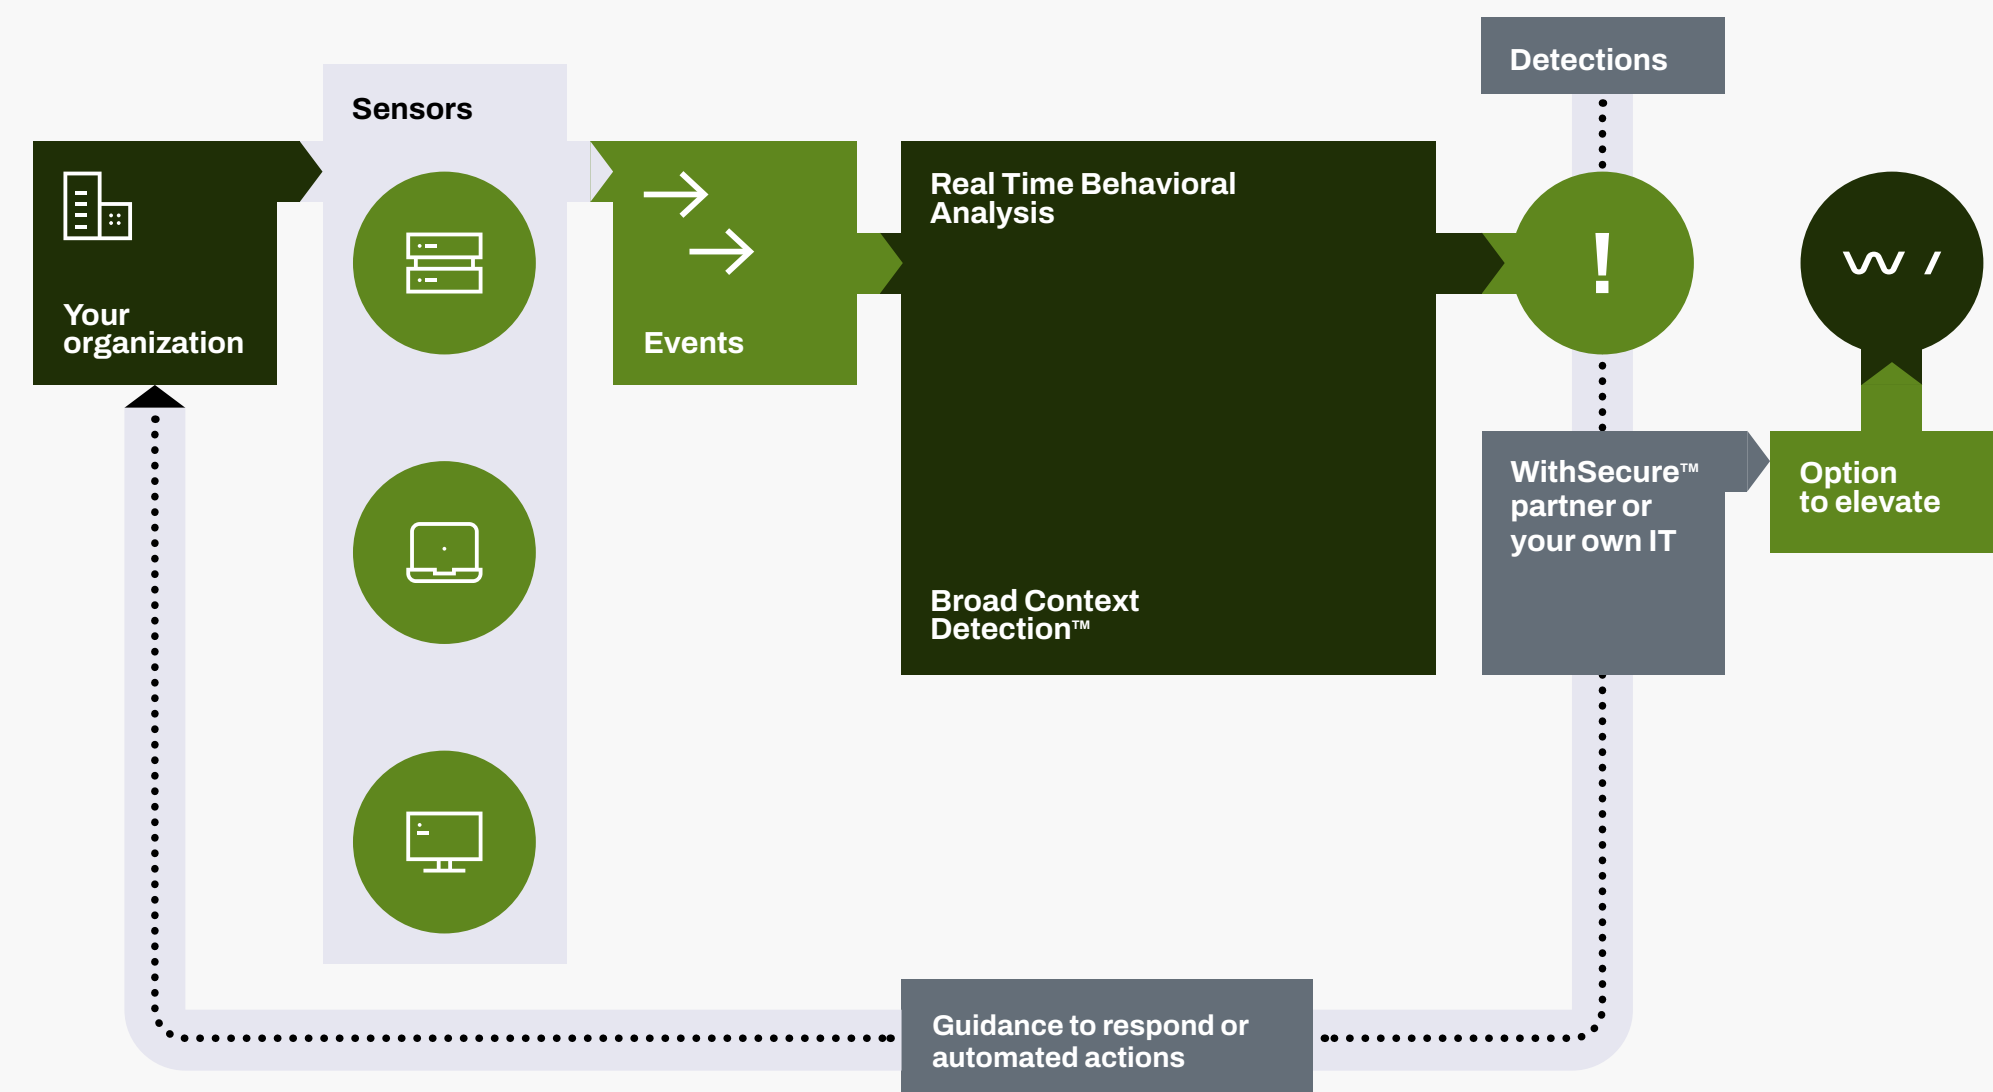 Detections
Sensors
Your
organization
Events
Real Time Behavioral
Analysis
Broad Context
Detection™
!
WithSecure™
partner or
your own IT
Option
to elevate
W /
Guidance to respond or
automated actions